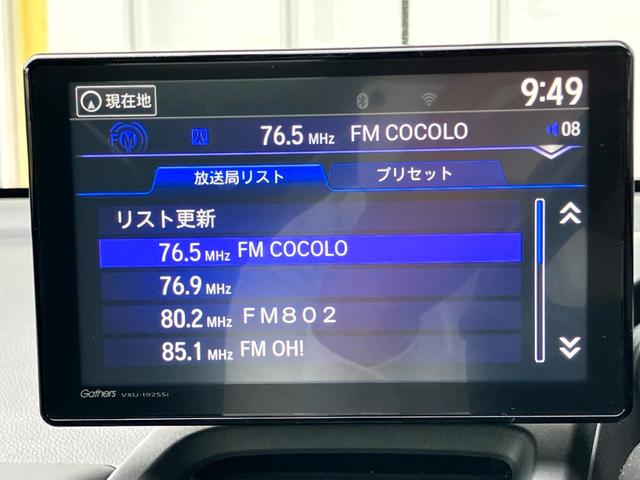 現在地
9:49
FM
76.5 MHz FM COCOLO
08
放送局リスト プリセット
リスト更新
76.5 MHz FM COCOLO
76.9 MHz
80.2 MHz FM802
85.1 MHz FM OH!
Gathers VXU-192SSi